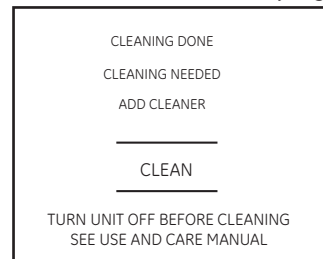 CLEANING DONE
CLEANING NEEDED
ADD CLEANER
CLEAN
TURN UNIT OFF BEFORE CLEANING
SEE USE AND CARE MANUAL